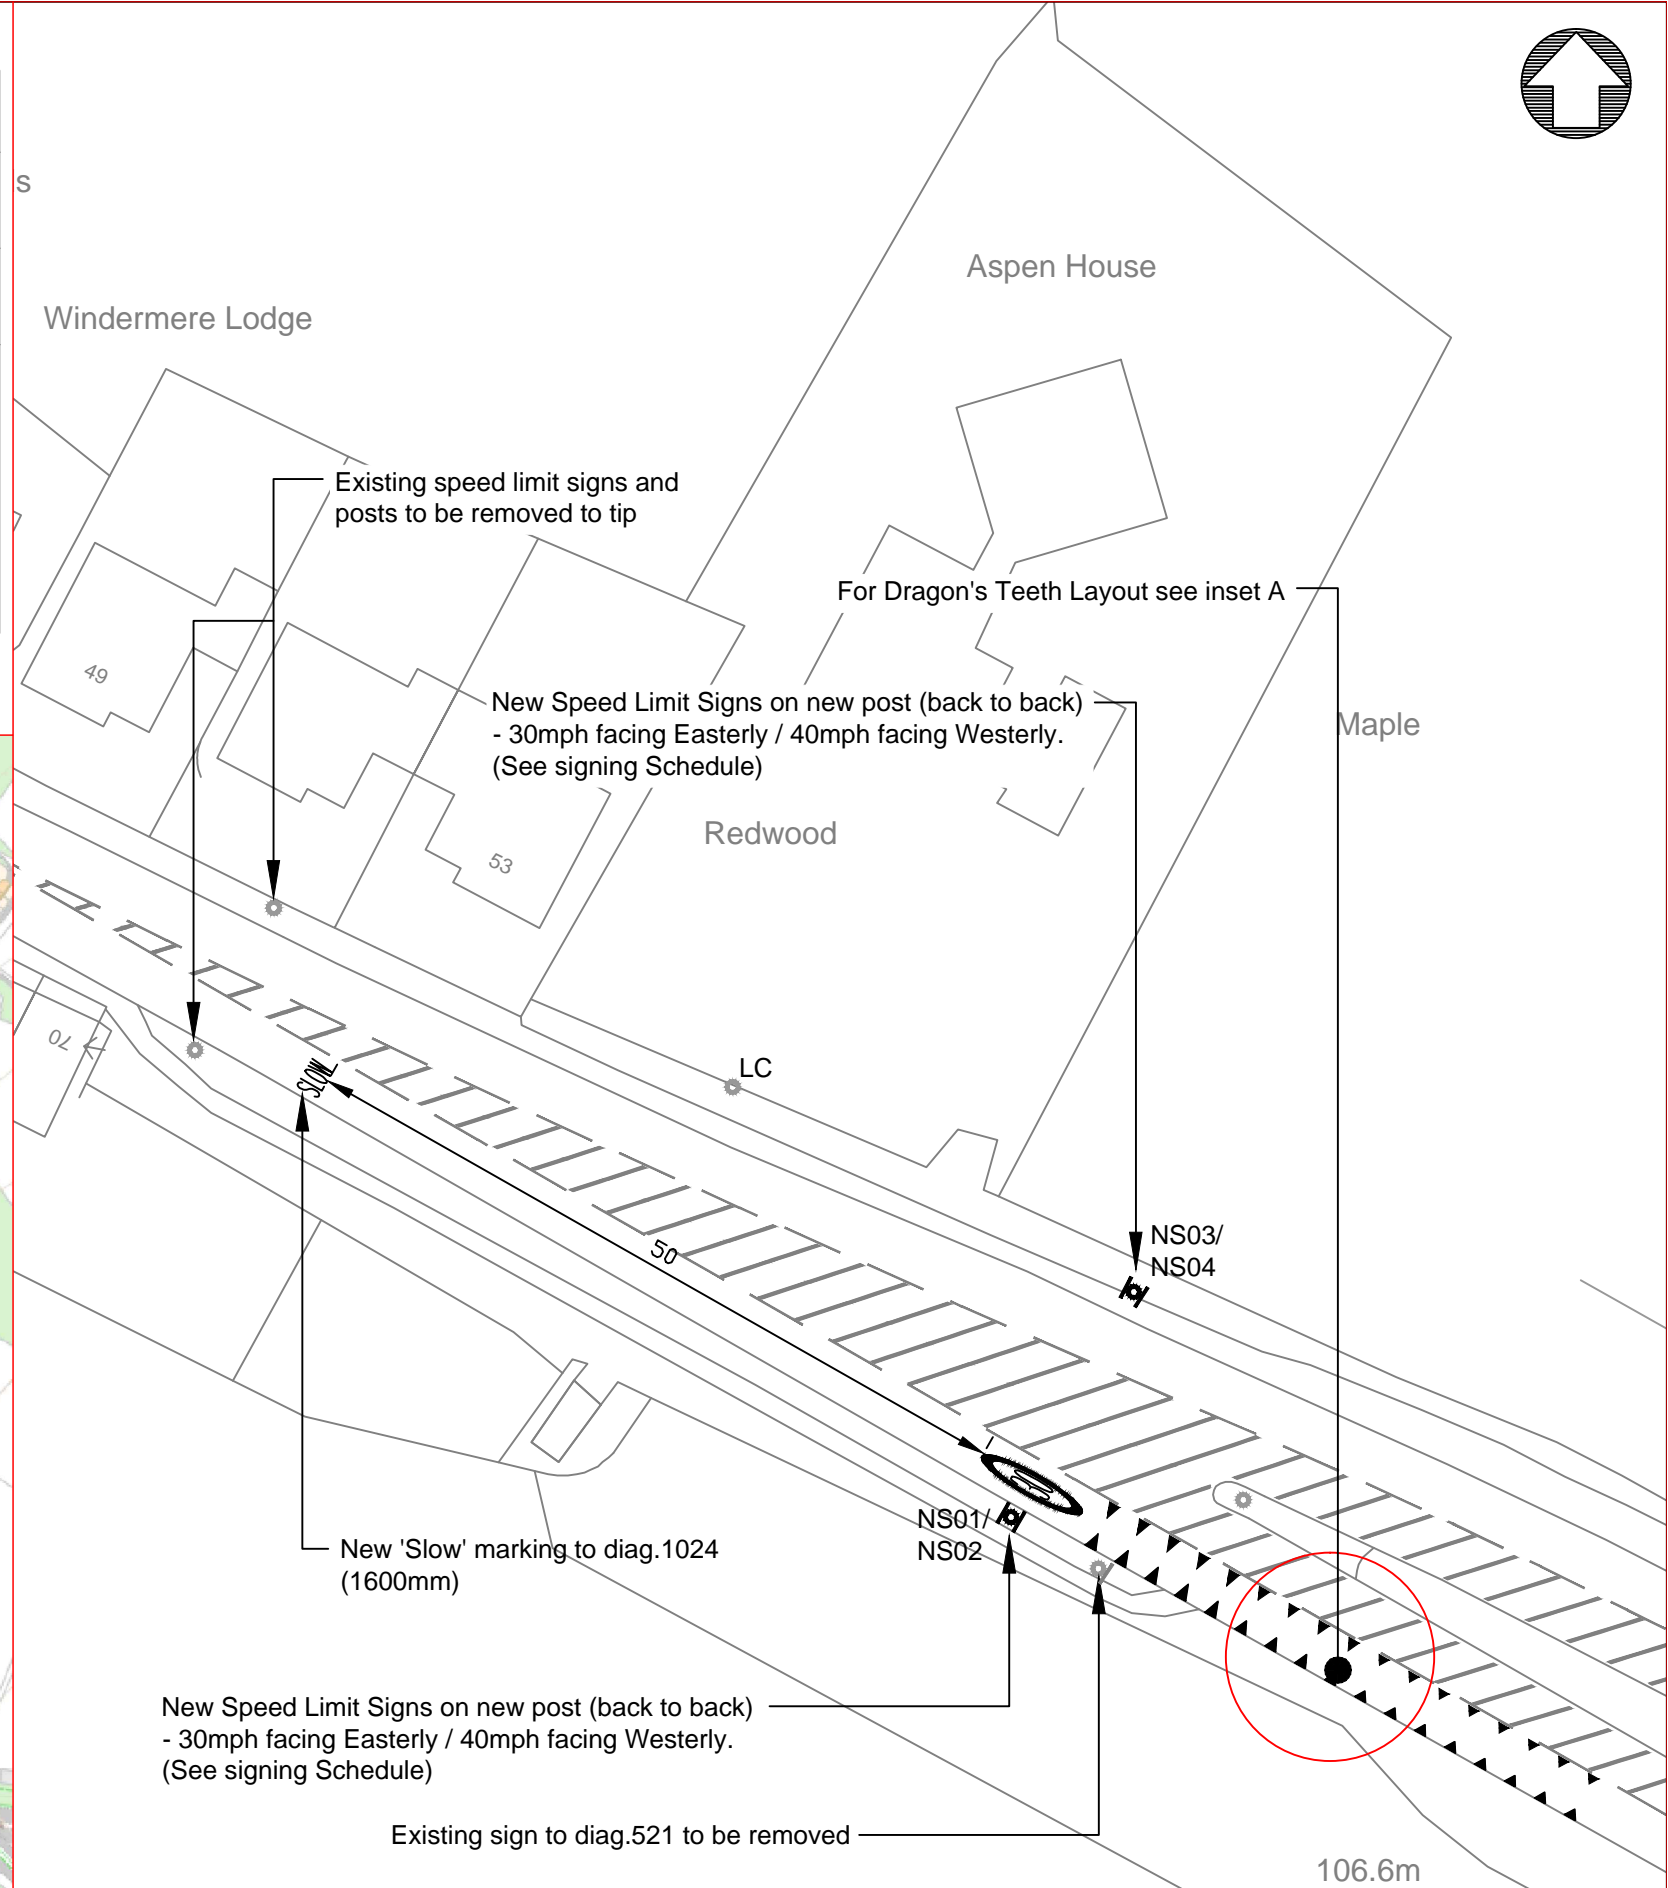 s
Aspen House
Windermere Lodge
Existing speed limit signs and
posts to be removed to tip
For Dragon's Teeth Layout see inset A
49
New Speed Limit Signs on new post (back to back)
- 30mph facing Easterly / 40mph facing Westerly.
(See signing Schedule)
Maple
Redwood
53
70
SLOW
LC
50
NS03/
NS04
NS01/
NS02
New 'Slow' marking to diag.1024
(1600mm)
New Speed Limit Signs on new post (back to back)
- 30mph facing Easterly / 40mph facing Westerly.
(See signing Schedule)
Existing sign to diag.521 to be removed
106.6m